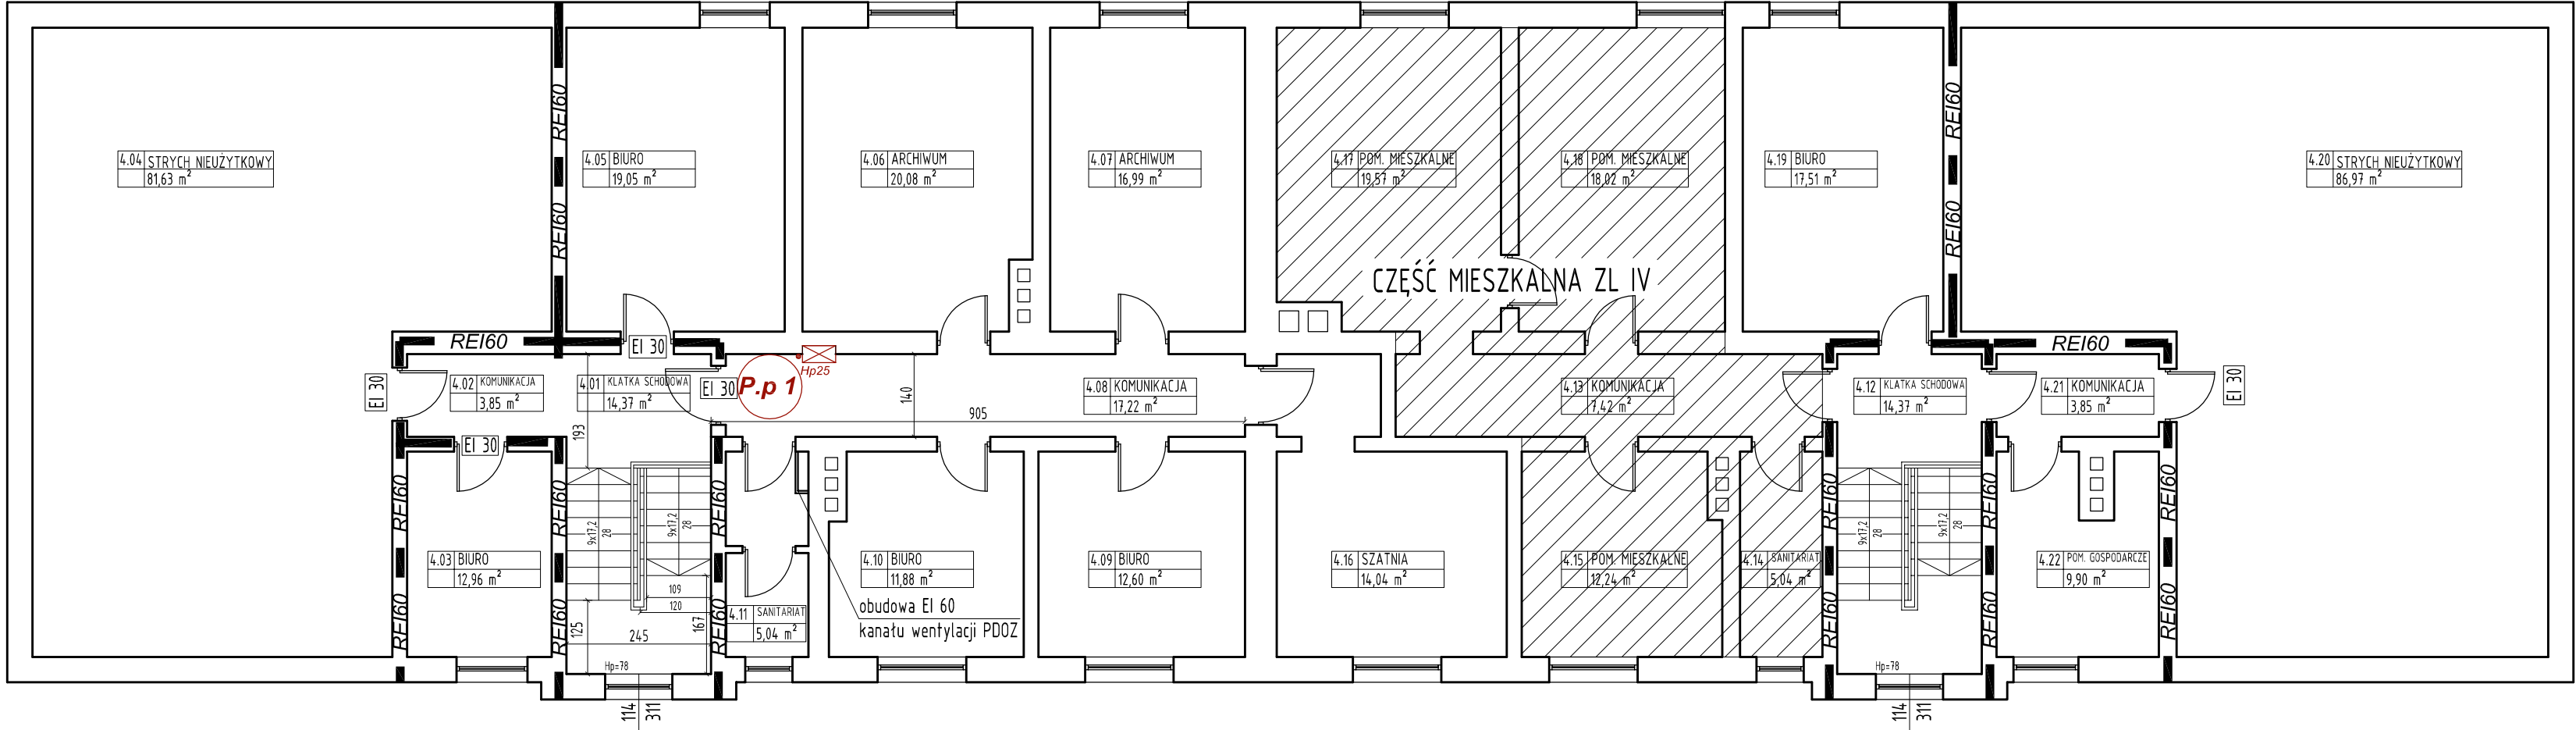 4.04 STRYCH NIEUŻYTKOWY
81,63 m²
REI60
REI60
4.05 BIURO
19,05 m²
4.06 ARCHIWUM
20,08 m²
4.07 ARCHIWUM
16,99 m²
4.17 POM. MIESZKALNE
19,57 m²
4.18 POM. MIESZKALNE
18,02 m²
4.19 BIURO
17,51 m²
REI60
REI60
4.20 STRYCH NIEUŻYTKOWY
86,97 m²
CZĘŚĆ MIESZKALNA ZL IV
REI60
EI 30
REI60
EI 30
4.02 KOMUNIKACJA
3,85 m²
4.01 KLATKA SCHODOWA
14,37 m²
EI 30
P.p 1
Hp25
140
905
4.08 KOMUNIKACJA
17,22 m²
4.13 KOMUNIKACJA
7,42 m²
4.12 KLATKA SCHODOWA
14,37 m²
4.21 KOMUNIKACJA
3,85 m²
EI 30
193
EI 30
REI60
REI60
REI60
REI60
REI60
REI60
9x17,2
28
9x17,2
28
4.03 BIURO
12,96 m²
109
120
125
245
167
Hp=78
114
311
4.11 SANITARIAT
5,04 m²
4.10 BIURO
11,88 m²
obudowa EI 60
kanału wentylacji PDOZ
4.09 BIURO
12,60 m²
4.16 SZATNIA
14,04 m²
4.15 POM. MIESZKALNE
12,24 m²
4.14 SANITARIAT
5,04 m²
REI60
REI60
9x17,2
28
9x17,2
28
REI60
REI60
4.22 POM. GOSPODARCZE
9,90 m²
REI60
REI60
Hp=78
114
311